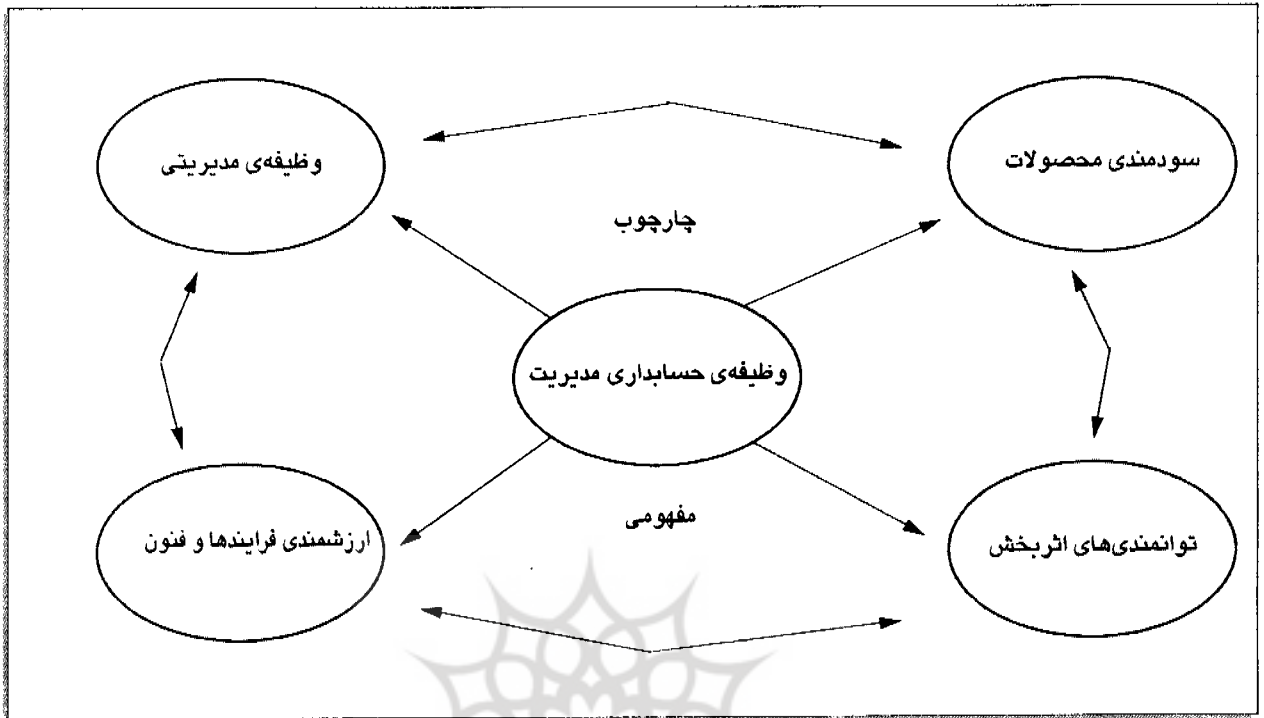 سودمندی محصولات
وظیفه‌ی مدیریتی
چارچوب
وظیفه‌ی حسابداری مدیریت
مفهومی
توانمندی‌های اثربخش
ارزشمندی فرایندها و فنون